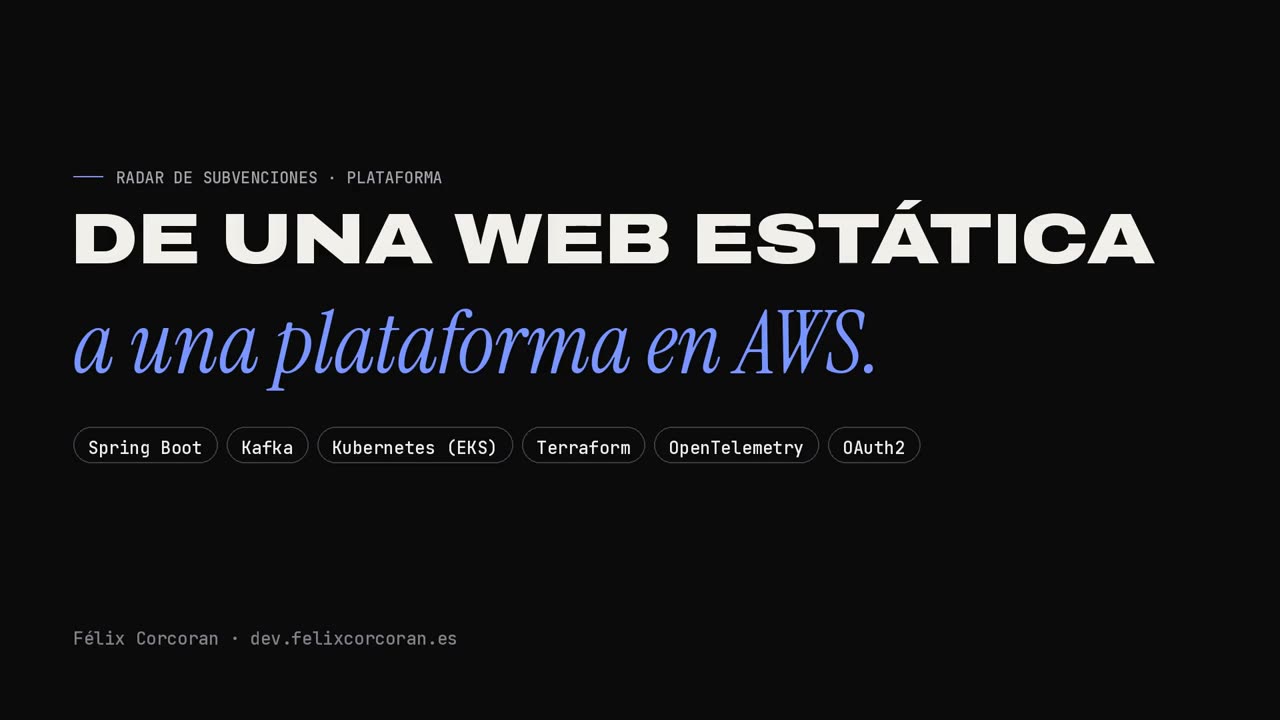 RADAR DE SUBVENCIONES · PLATAFORMA
DE UNA WEB ESTÁTICA
a una plataforma en AWS.
Spring Boot Kafka Kubernetes (EKS) Terraform OpenTelemetry OAuth2
Félix Corcoran · dev.felixcorcoran.es